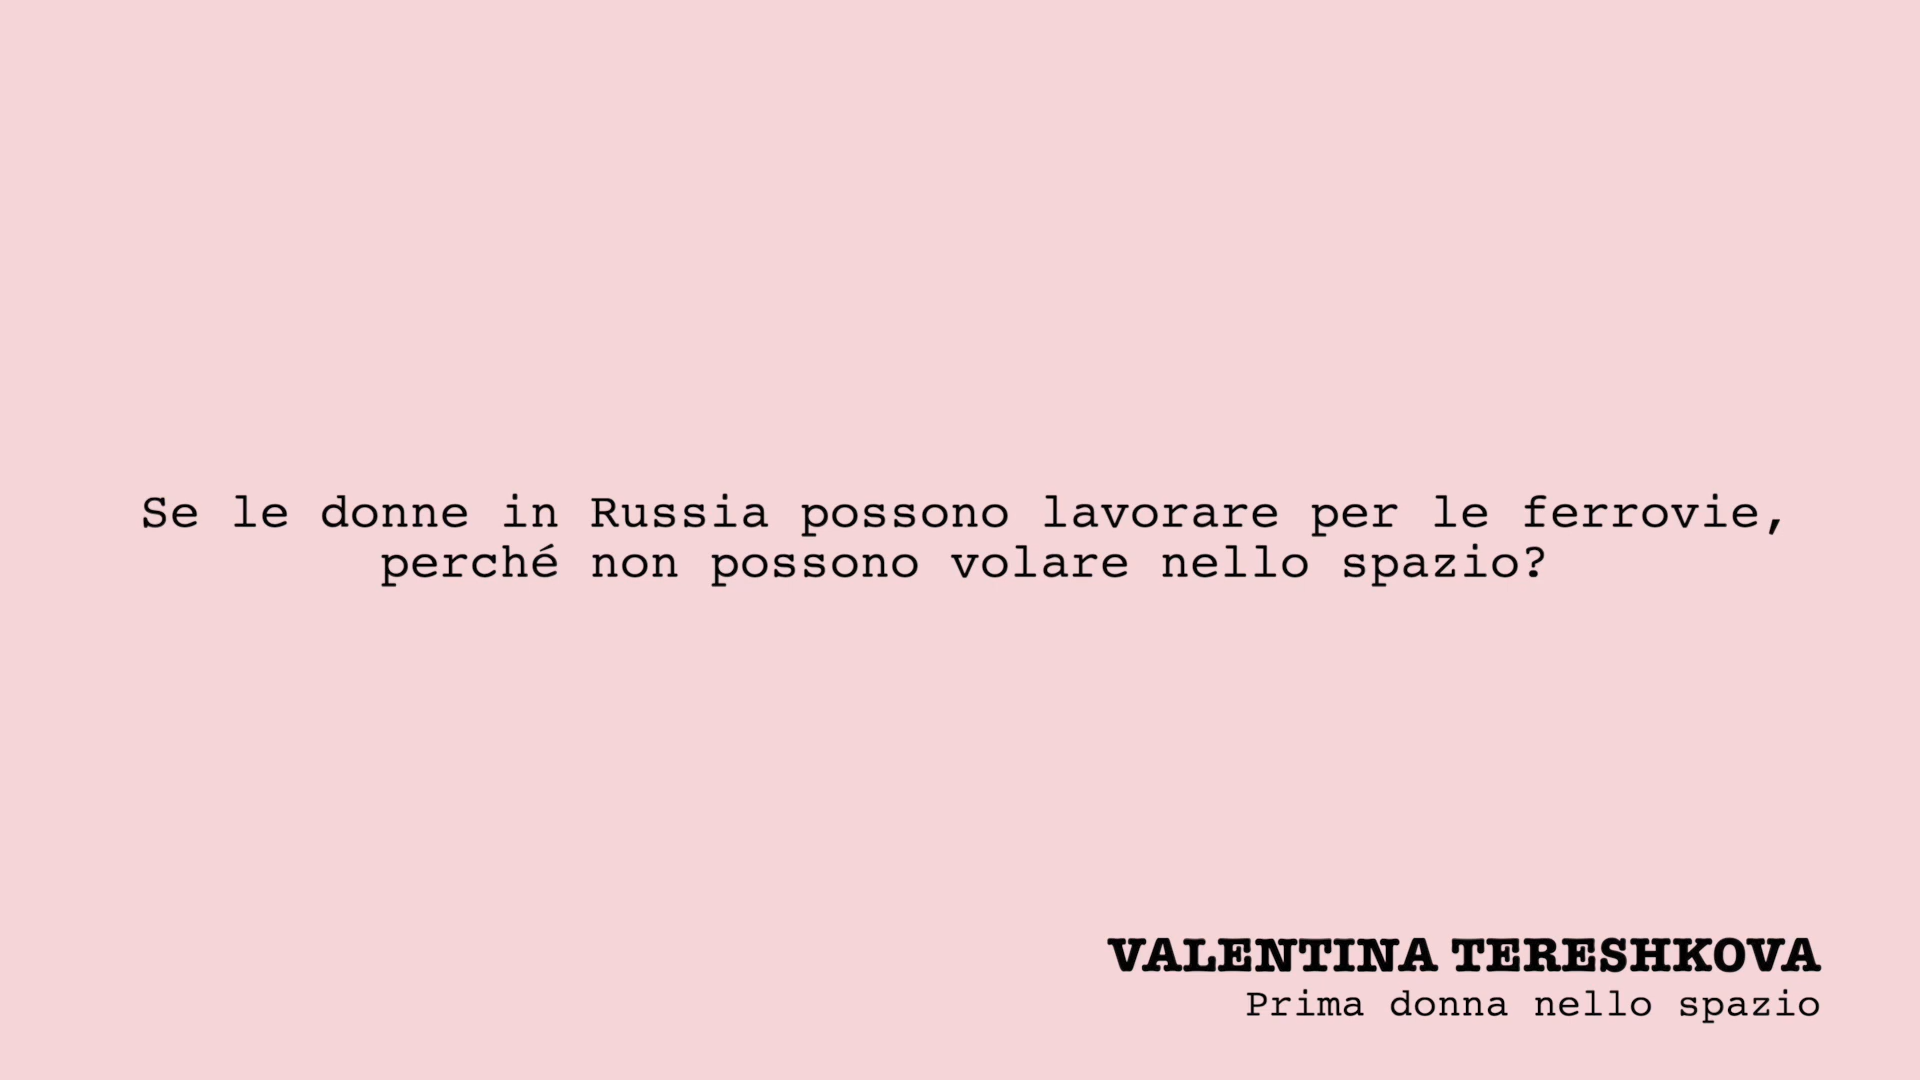 Se le donne in Russia possono lavorare per le ferrovie,
perché non possono volare nello spazio?
VALENTINA TERESHKOVA
Prima donna nello spazio